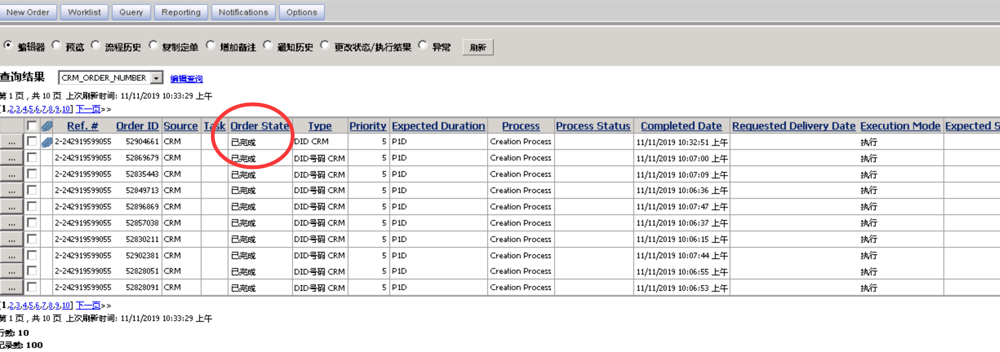 New Order Worklist Query Reporting Notifications Options
编辑器 预览 流程历史 复制定单 增加备注 通知历史 更改状态/执行结果 异常 刷新
查询结果 CRM_ORDER_NUMBER 编辑查询
第 1 页 , 共 10 页 上次刷新时间: 11/11/2019 10:33:29 上午
[1,2,3,4,5,6,7,8,9,10] 下一页>>
Ref. # Order ID Source Task Order State Type Priority Expected Duration Process Process Status Completed Date Requested Delivery Date Execution Mode Expected S
... 2-242919599055 52904661 CRM 已完成 DID CRM 5 P1D Creation Process 11/11/2019 10:32:51 上午 执行
... 2-242919599055 52869679 CRM 已完成 DID号码 CRM 5 P1D Creation Process 11/11/2019 10:07:00 上午 执行
... 2-242919599055 52835443 CRM 已完成 DID号码 CRM 5 P1D Creation Process 11/11/2019 10:07:09 上午 执行
... 2-242919599055 52849713 CRM 已完成 DID号码 CRM 5 P1D Creation Process 11/11/2019 10:06:36 上午 执行
... 2-242919599055 52896869 CRM 已完成 DID号码 CRM 5 P1D Creation Process 11/11/2019 10:07:47 上午 执行
... 2-242919599055 52857038 CRM 已完成 DID号码 CRM 5 P1D Creation Process 11/11/2019 10:06:37 上午 执行
... 2-242919599055 52830211 CRM 已完成 DID号码 CRM 5 P1D Creation Process 11/11/2019 10:06:15 上午 执行
... 2-242919599055 52902381 CRM 已完成 DID号码 CRM 5 P1D Creation Process 11/11/2019 10:07:44 上午 执行
... 2-242919599055 52828051 CRM 已完成 DID号码 CRM 5 P1D Creation Process 11/11/2019 10:06:55 上午 执行
... 2-242919599055 52828091 CRM 已完成 DID号码 CRM 5 P1D Creation Process 11/11/2019 10:06:53 上午 执行
[1,2,3,4,5,6,7,8,9,10] 下一页>>
第 1 页 , 共 10 页 上次刷新时间: 11/11/2019 10:33:29 上午
行数: 10
记录数: 100